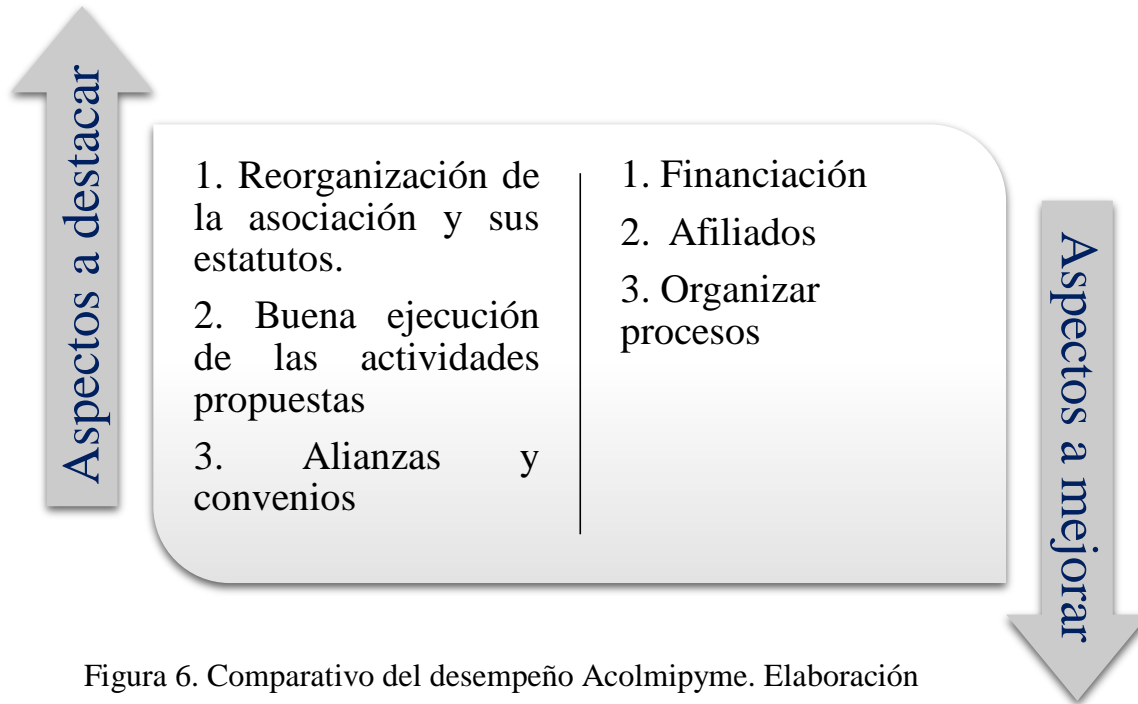 Aspectos a destacar
1. Reorganización de
la asociación y sus
estatutos.
2. Buena ejecución
de las actividades
propuestas
3. Alianzas y
convenios
1. Financiación
2. Afiliados
3. Organizar
procesos
Aspectos a mejorar
Figura 6. Comparativo del desempeño Acolmipyme. Elaboración